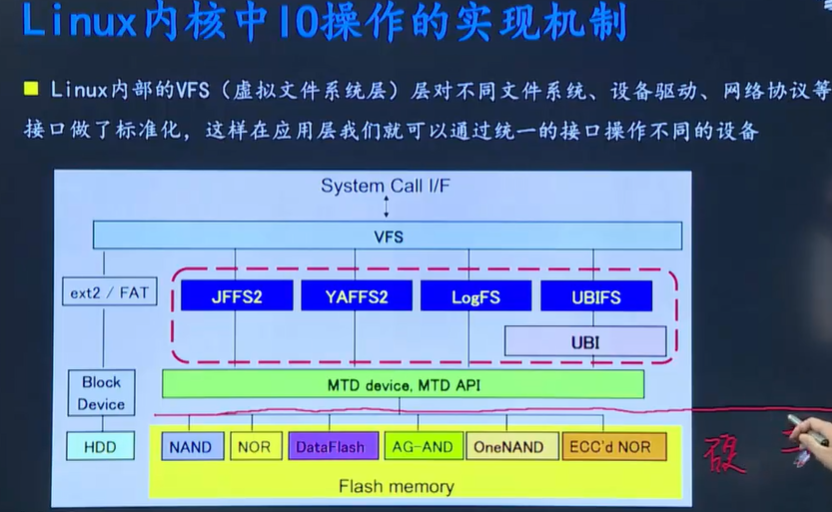 Linux内核中IO操作的实现机制
Linux内部的VFS（虚拟文件系统层）层对不同文件系统、设备驱动、网络协议等
接口做了标准化，这样在应用层我们就可以通过统一的接口操作不同的设备
System Call I/F
VFS
ext2 / FAT
JFFS2
YAFFS2
LogFS
UBIFS
UBI
Block
Device
MTD device, MTD API
HDD
NAND
NOR
DataFlash
AG-AND
OneNAND
ECC'd NOR
Flash memory
硬